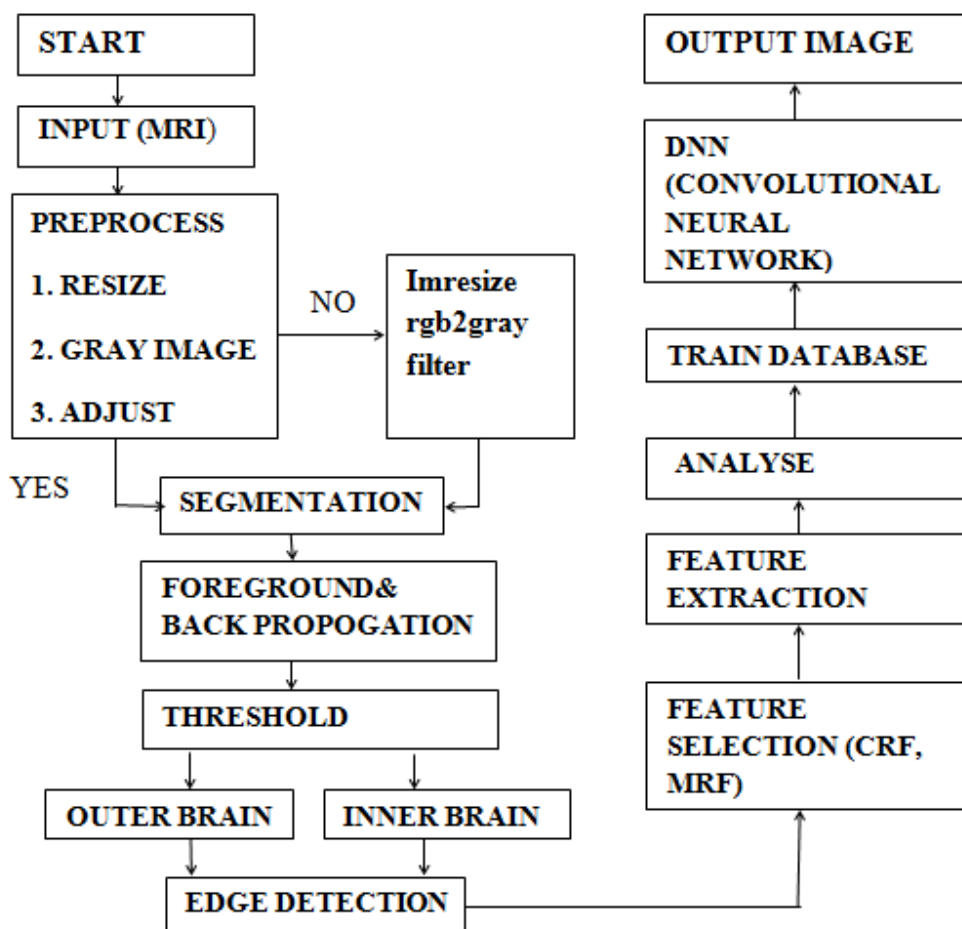 START
INPUT (MRI)
PREPROCESS
1. RESIZE
2. GRAY IMAGE
3. ADJUST
NO
Imresize
rgb2gray
filter
YES
SEGMENTATION
FOREGROUND&
BACK PROPOGATION
THRESHOLD
OUTER BRAIN
INNER BRAIN
EDGE DETECTION
FEATURE
SELECTION (CRF,
MRF)
FEATURE
EXTRACTION
ANALYSE
TRAIN DATABASE
DNN
(CONVOLUTIONAL
NEURAL
NETWORK)
OUTPUT IMAGE